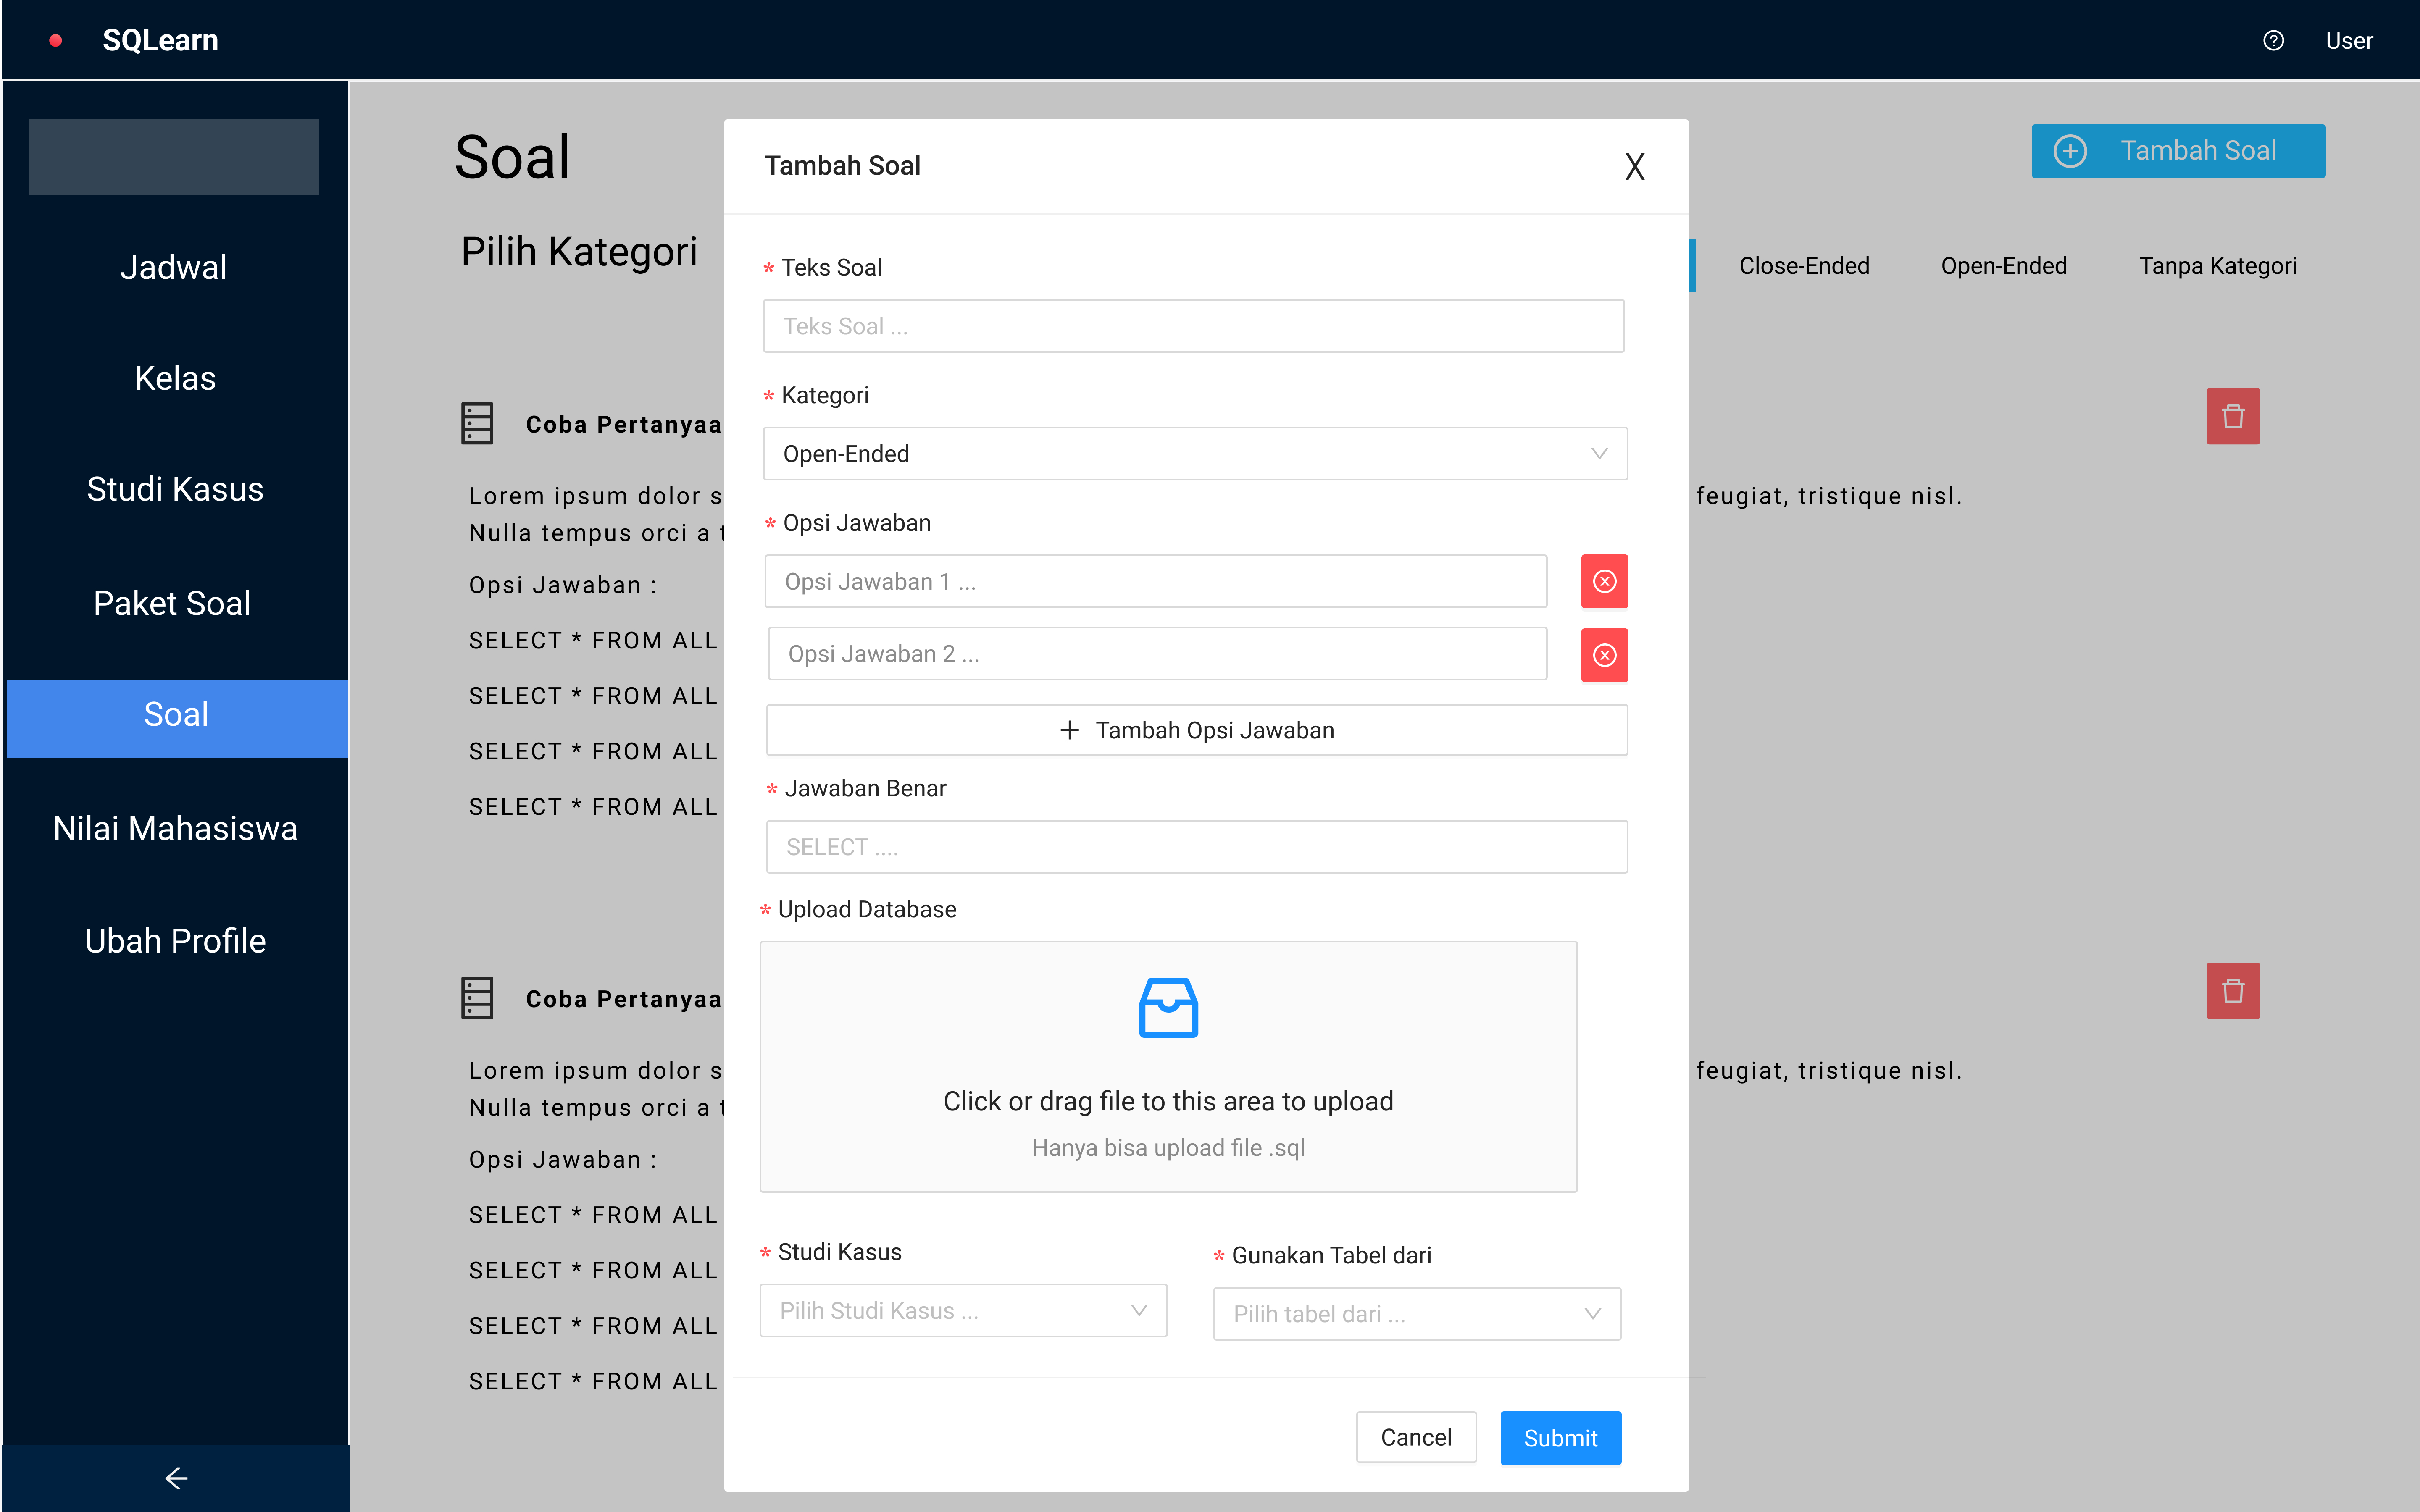 SQLearn
User
Jadwal
Kelas
Studi Kasus
Paket Soal
Soal
Nilai Mahasiswa
Ubah Profile
Soal
Tambah Soal
Pilih Kategori
Close-Ended
Open-Ended
Tanpa Kategori
Coba Pertanyaa
Lorem ipsum dolor s
feugiat, tristique nisl.
Nulla tempus orci a t
Opsi Jawaban :
SELECT * FROM ALL
SELECT * FROM ALL
SELECT * FROM ALL
SELECT * FROM ALL
Coba Pertanyaa
Lorem ipsum dolor s
feugiat, tristique nisl.
Nulla tempus orci a t
Opsi Jawaban :
SELECT * FROM ALL
SELECT * FROM ALL
SELECT * FROM ALL
SELECT * FROM ALL
Tambah Soal
X
* Teks Soal
Teks Soal ...
* Kategori
Open-Ended
* Opsi Jawaban
Opsi Jawaban 1 ...
Opsi Jawaban 2 ...
+ Tambah Opsi Jawaban
* Jawaban Benar
SELECT ....
* Upload Database
Click or drag file to this area to upload
Hanya bisa upload file .sql
* Studi Kasus
Pilih Studi Kasus ...
* Gunakan Tabel dari
Pilih tabel dari ...
Cancel
Submit